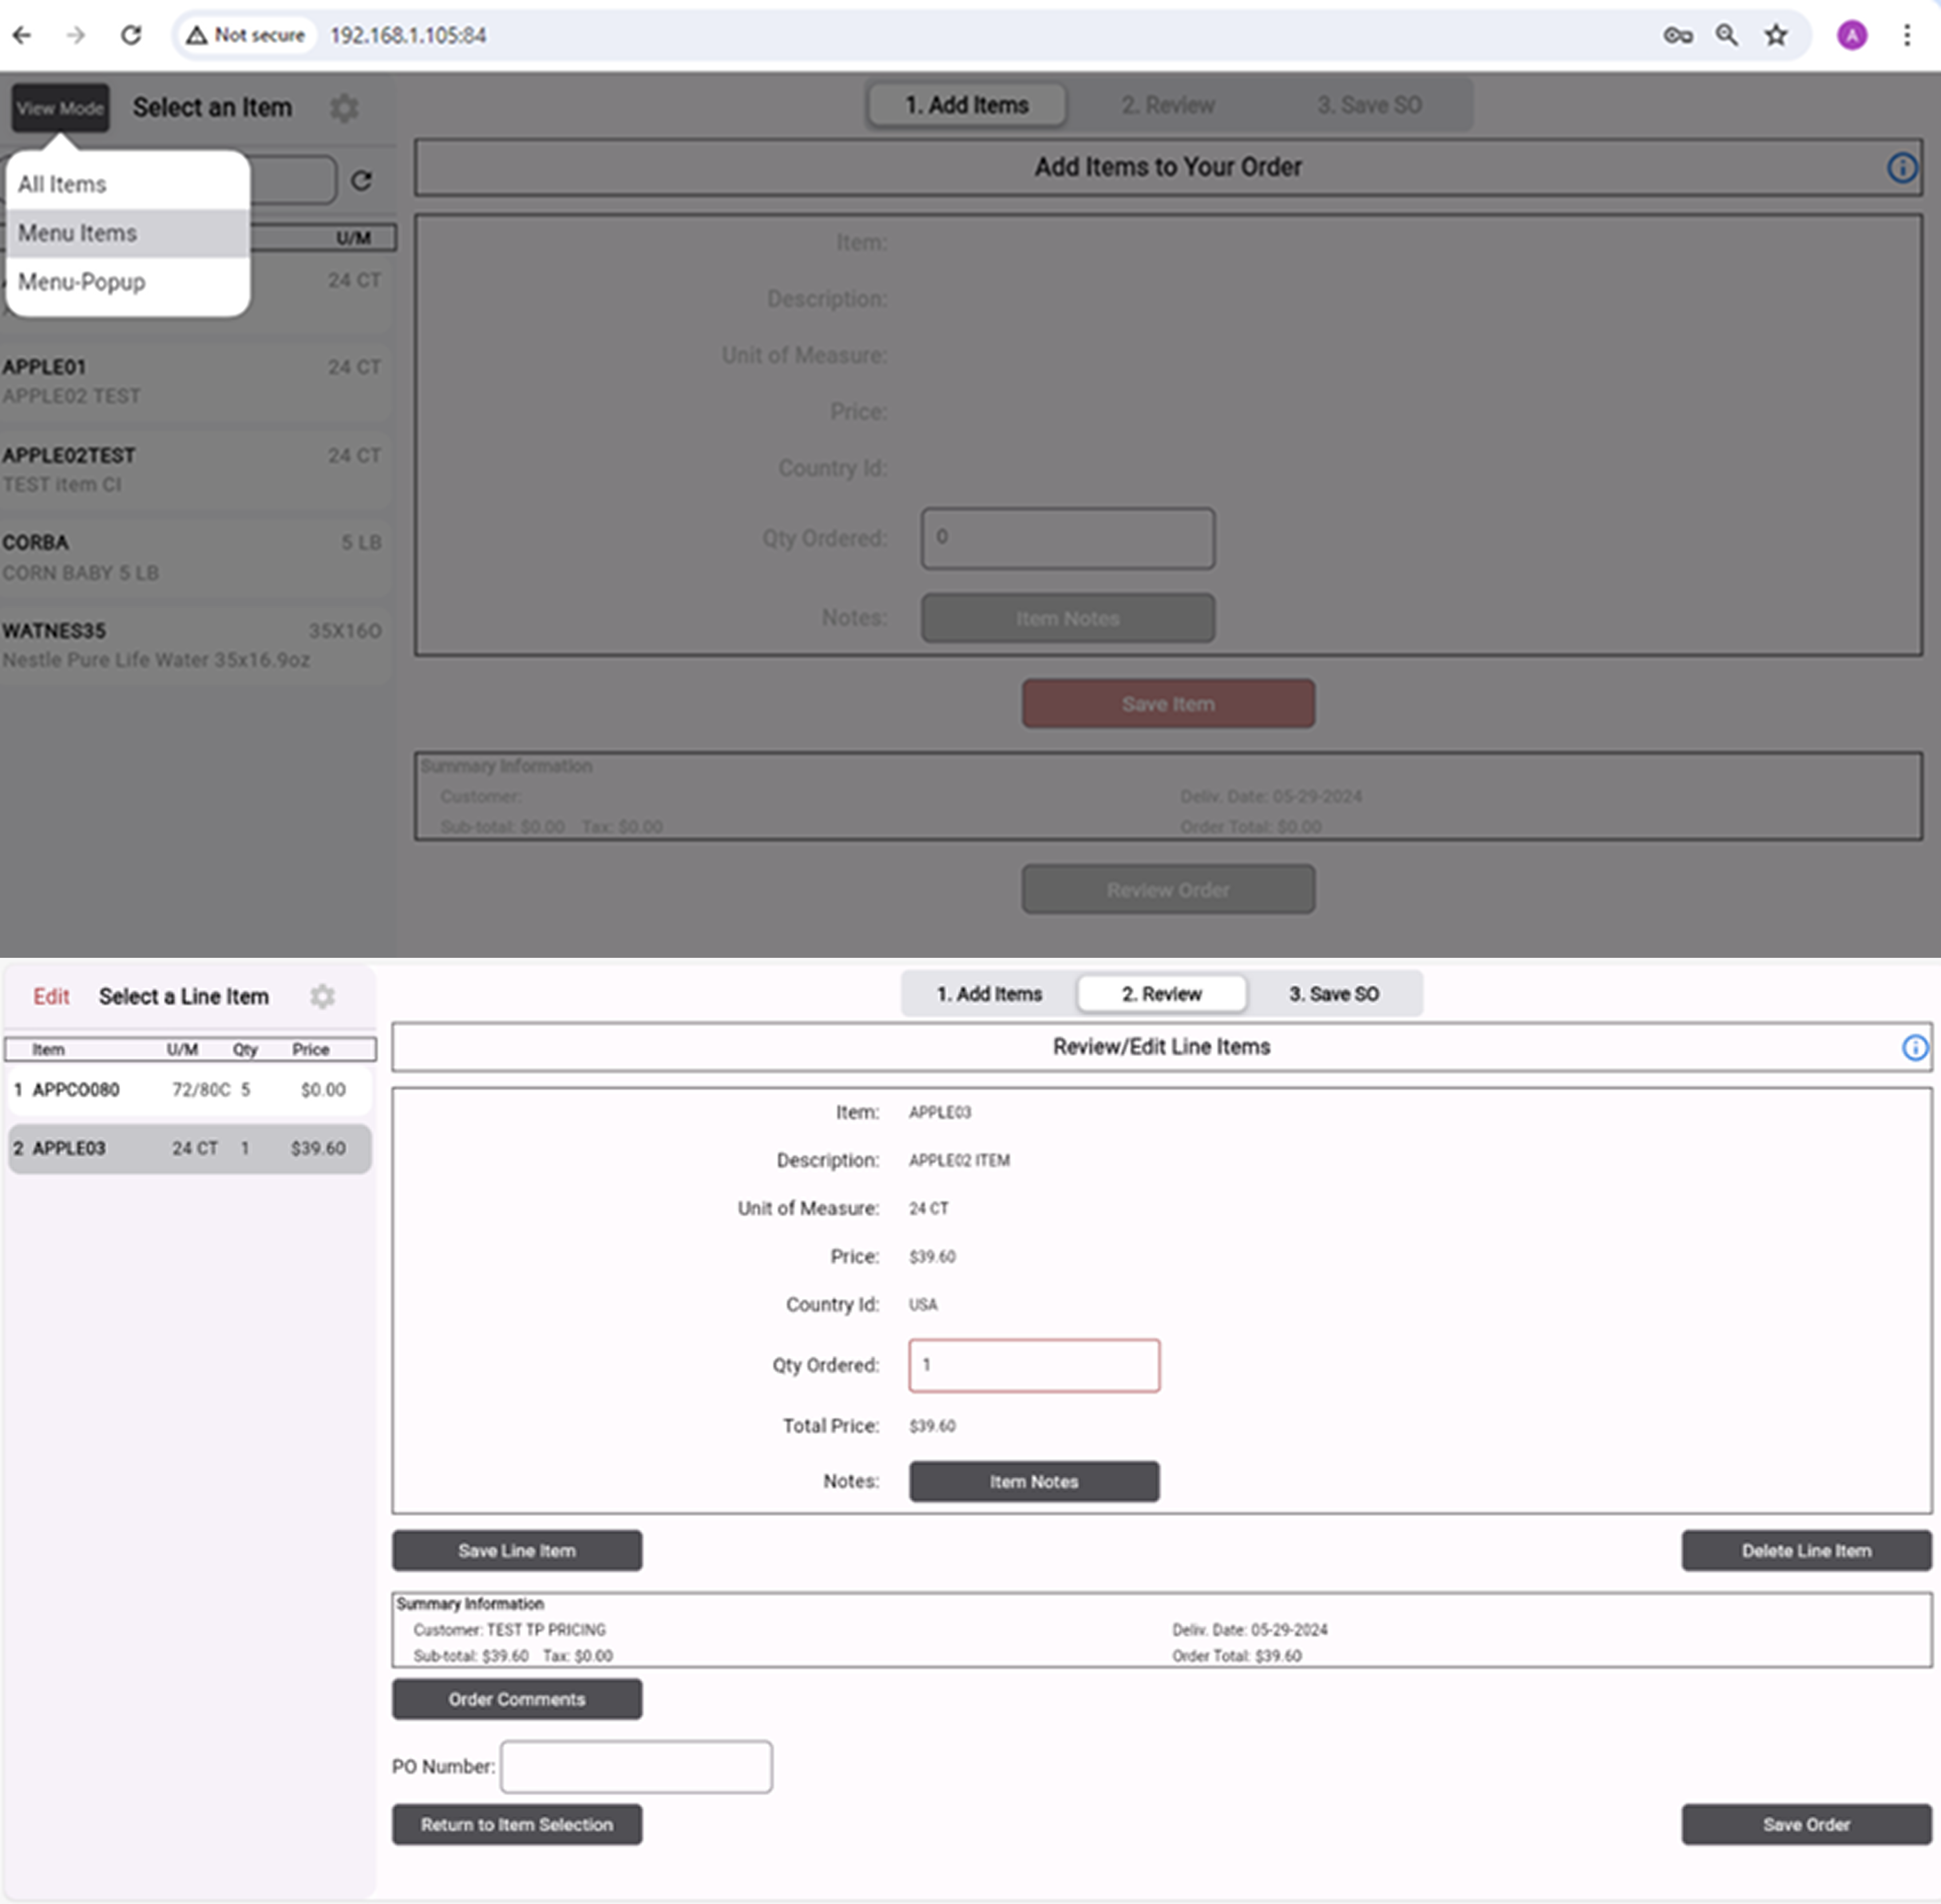 Not secure 192.168.1.105:84
A
View Mode Select an Item
1. Add Items 2. Review 3. Save SO
All Items
Menu Items
Menu-Popup
U/M
24 CT
APPLE01 24 CT
APPLE02 TEST
APPLE02TEST 24 CT
TEST item CI
CORBA 5 LB
CORN BABY 5 LB
WATNES35 35X16O
Nestle Pure Life Water 35x16.9oz
Add Items to Your Order
Item:
Description:
Unit of Measure:
Price:
Country Id:
Qty Ordered: 0
Notes: Item Notes
Save Item
Summary Information
Customer: Deliv. Date: 05-29-2024
Sub-total: $0.00 Tax: $0.00 Order Total: $0.00
Review Order
Edit Select a Line Item
1. Add Items 2. Review 3. Save SO
Item U/M Qty Price
1 APPCO080 72/80C 5 $0.00
2 APPLE03 24 CT 1 $39.60
Review/Edit Line Items
Item: APPLE03
Description: APPLE02 ITEM
Unit of Measure: 24 CT
Price: $39.60
Country Id: USA
Qty Ordered: 1
Total Price: $39.60
Notes: Item Notes
Save Line Item Delete Line Item
Summary Information
Customer: TEST TP PRICING Deliv. Date: 05-29-2024
Sub-total: $39.60 Tax: $0.00 Order Total: $39.60
Order Comments
PO Number:
Return to Item Selection Save Order